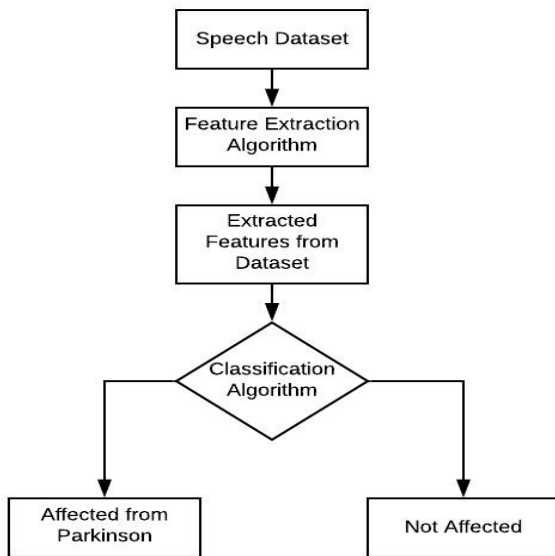 Speech Dataset
Feature Extraction
Algorithm
Extracted
Features from
Dataset
Classification
Algorithm
Affected from
Parkinson
Not Affected